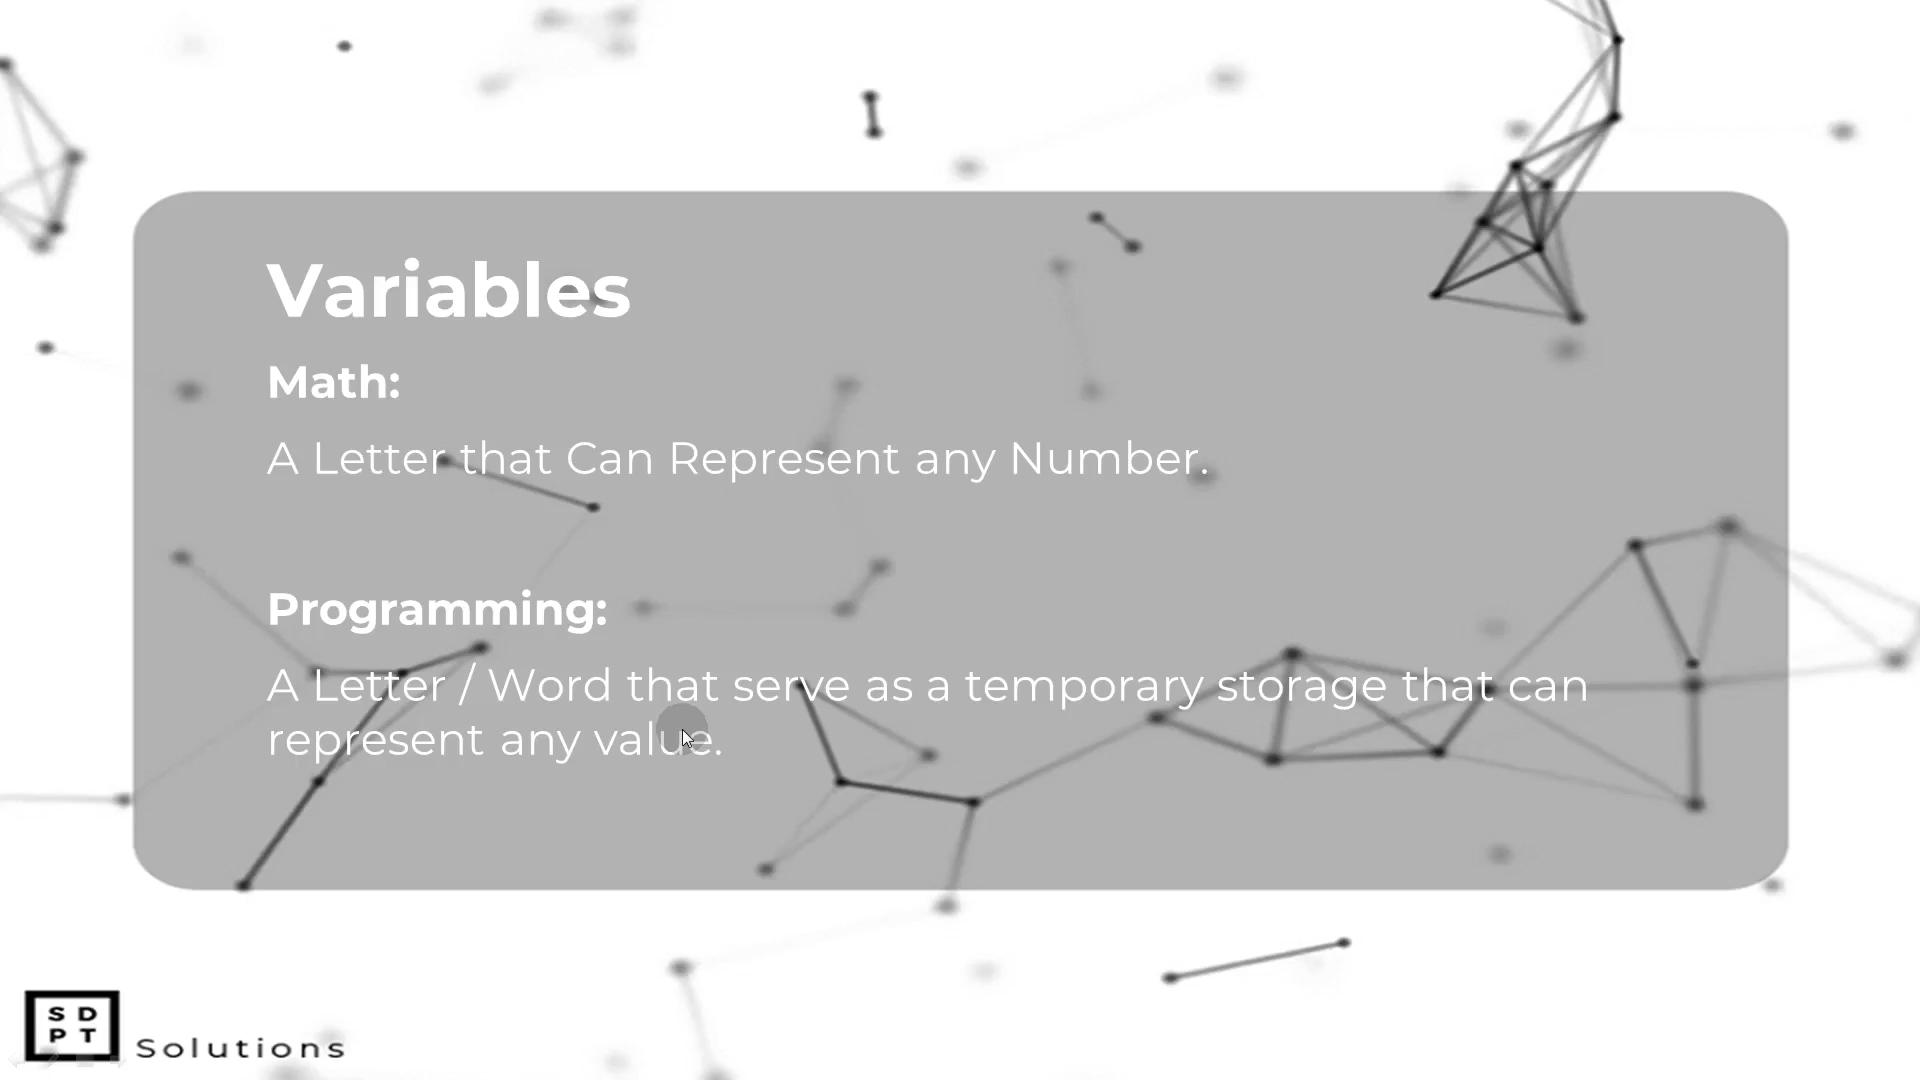 Variables
Math:
A Letter that Can Represent any Number.
Programming:
A Letter / Word that serve as a temporary storage that can
represent any value.
S D
P T
Solutions